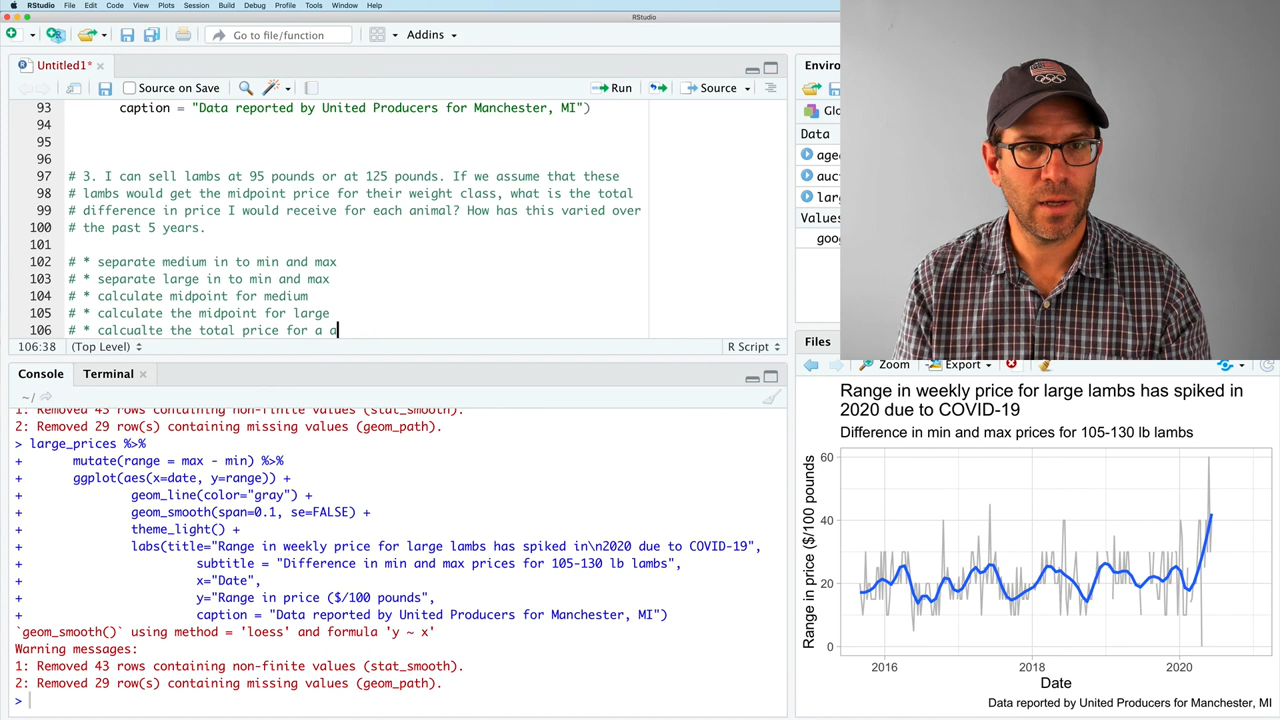 RStudio File Edit Code View Plots Session Build Debug Profile Tools Window Help
RStudio
Go to file/function Addins
Untitled1*
Source on Save Run Source
93 caption = "Data reported by United Producers for Manchester, MI")
94
95
96
97 # 3. I can sell lambs at 95 pounds or at 125 pounds. If we assume that these
98 # lambs would get the midpoint price for their weight class, what is the total
99 # difference in price I would receive for each animal? How has this varied over
100 # the past 5 years.
101
102 # * separate medium in to min and max
103 # * separate large in to min and max
104 # * calculate midpoint for medium
105 # * calculate the midpoint for large
106 # * calcualte the total price for a a
106:38 (Top Level) R Script
Console Terminal
~/
1: Removed 43 rows containing non-finite values (stat_smooth).
2: Removed 29 row(s) containing missing values (geom_path).
> large_prices %>%
+ mutate(range = max - min) %>%
+ ggplot(aes(x=date, y=range)) +
+ geom_line(color="gray") +
+ geom_smooth(span=0.1, se=FALSE) +
+ theme_light() +
+ labs(title="Range in weekly price for large lambs has spiked in\n2020 due to COVID-19",
+ subtitle = "Difference in min and max prices for 105-130 lb lambs",
+ x="Date",
+ y="Range in price ($/100 pounds",
+ caption = "Data reported by United Producers for Manchester, MI")
`geom_smooth()` using method = 'loess' and formula 'y ~ x'
Warning messages:
1: Removed 43 rows containing non-finite values (stat_smooth).
2: Removed 29 row(s) containing missing values (geom_path).
>
Enviro
Glo
Data
age
auc
lar
Values
goo
Files
Zoom Export
Range in weekly price for large lambs has spiked in
2020 due to COVID-19
Difference in min and max prices for 105-130 lb lambs
Range in price ($/100 pounds
60
40
20
0
2016 2018 2020
Date
Data reported by United Producers for Manchester, MI